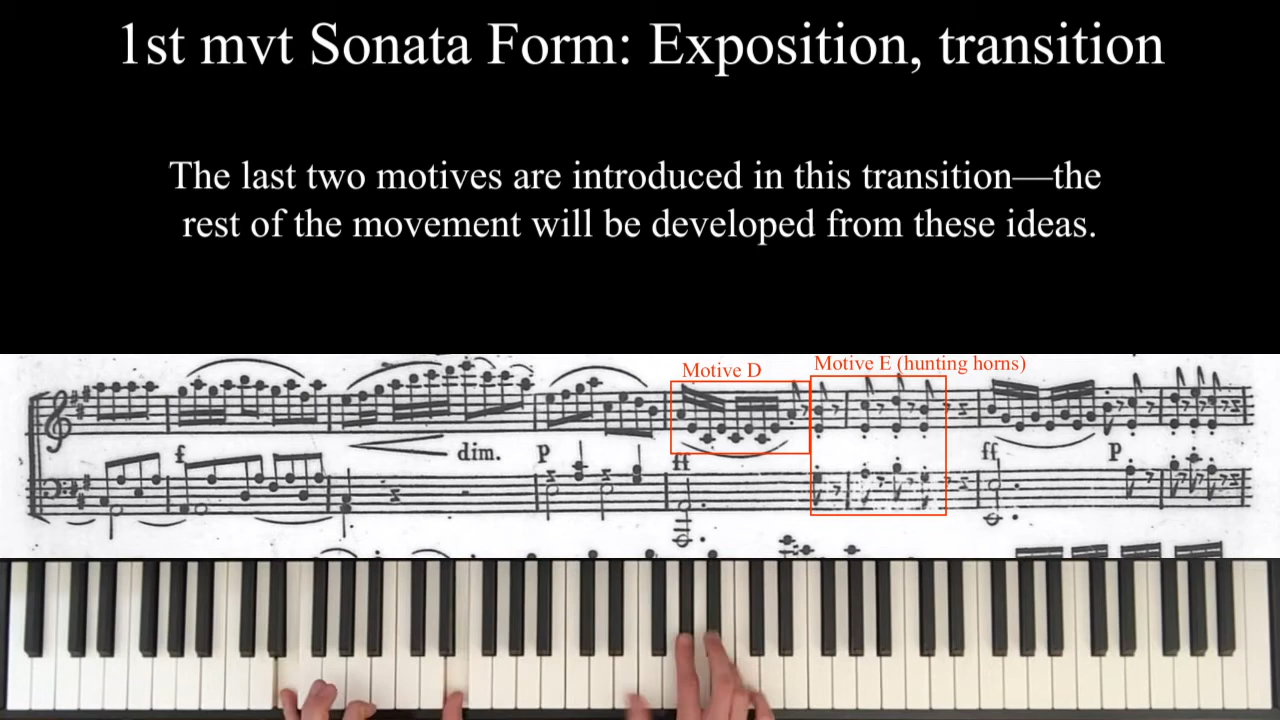 1st mvt Sonata Form: Exposition, transition
The last two motives are introduced in this transition—the
rest of the movement will be developed from these ideas.
Motive D
Motive E (hunting horns)
f
dim.
p
ff
ff
p